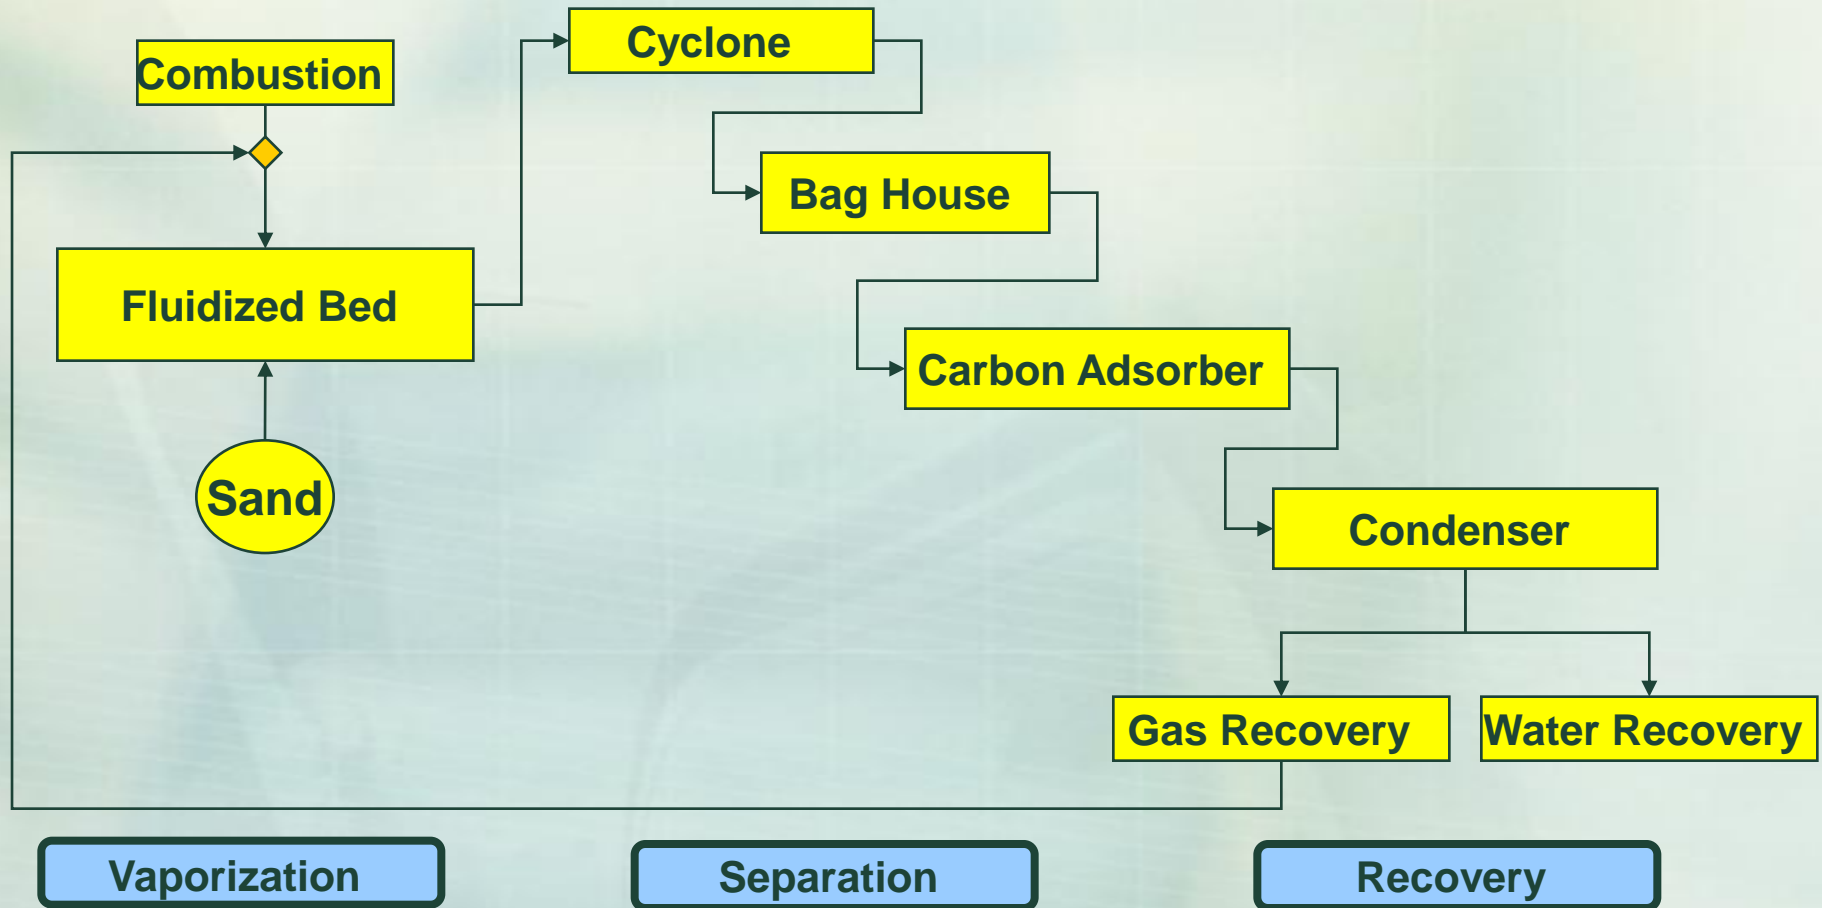 Cyclone
Combustion
Bag House
Fluidized Bed
Carbon Adsorber
Sand
Condenser
Gas Recovery
Water Recovery
Vaporization
Separation
Recovery